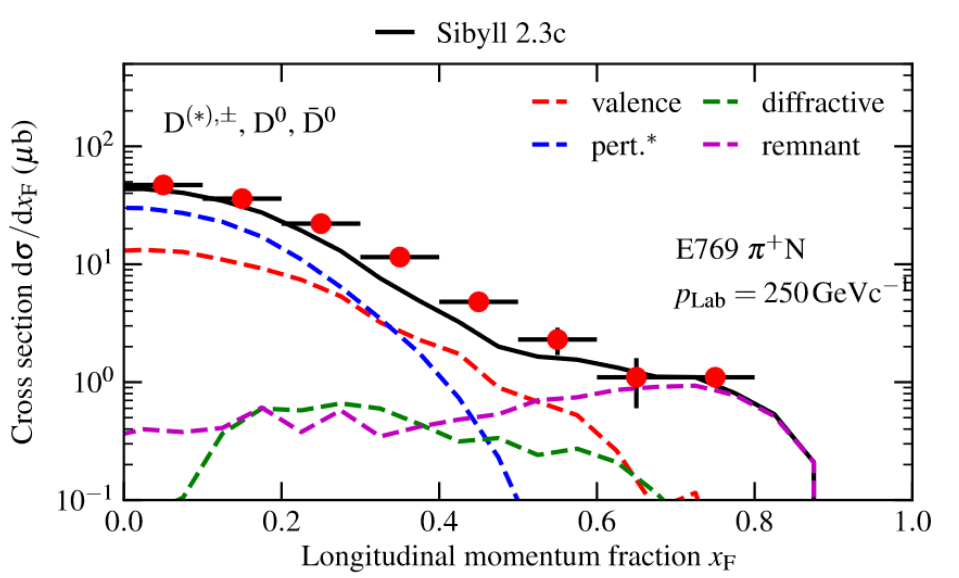 Sibyll 2.3c
D(*),±, D⁰, D̄⁰
valence
diffractive
pert.*
remnant
E769 π⁺N
pLab = 250 GeVc⁻¹
Cross section dσ/dxF (μb)
10²
10¹
10⁰
10⁻¹
0.0 0.2 0.4 0.6 0.8 1.0
Longitudinal momentum fraction xF